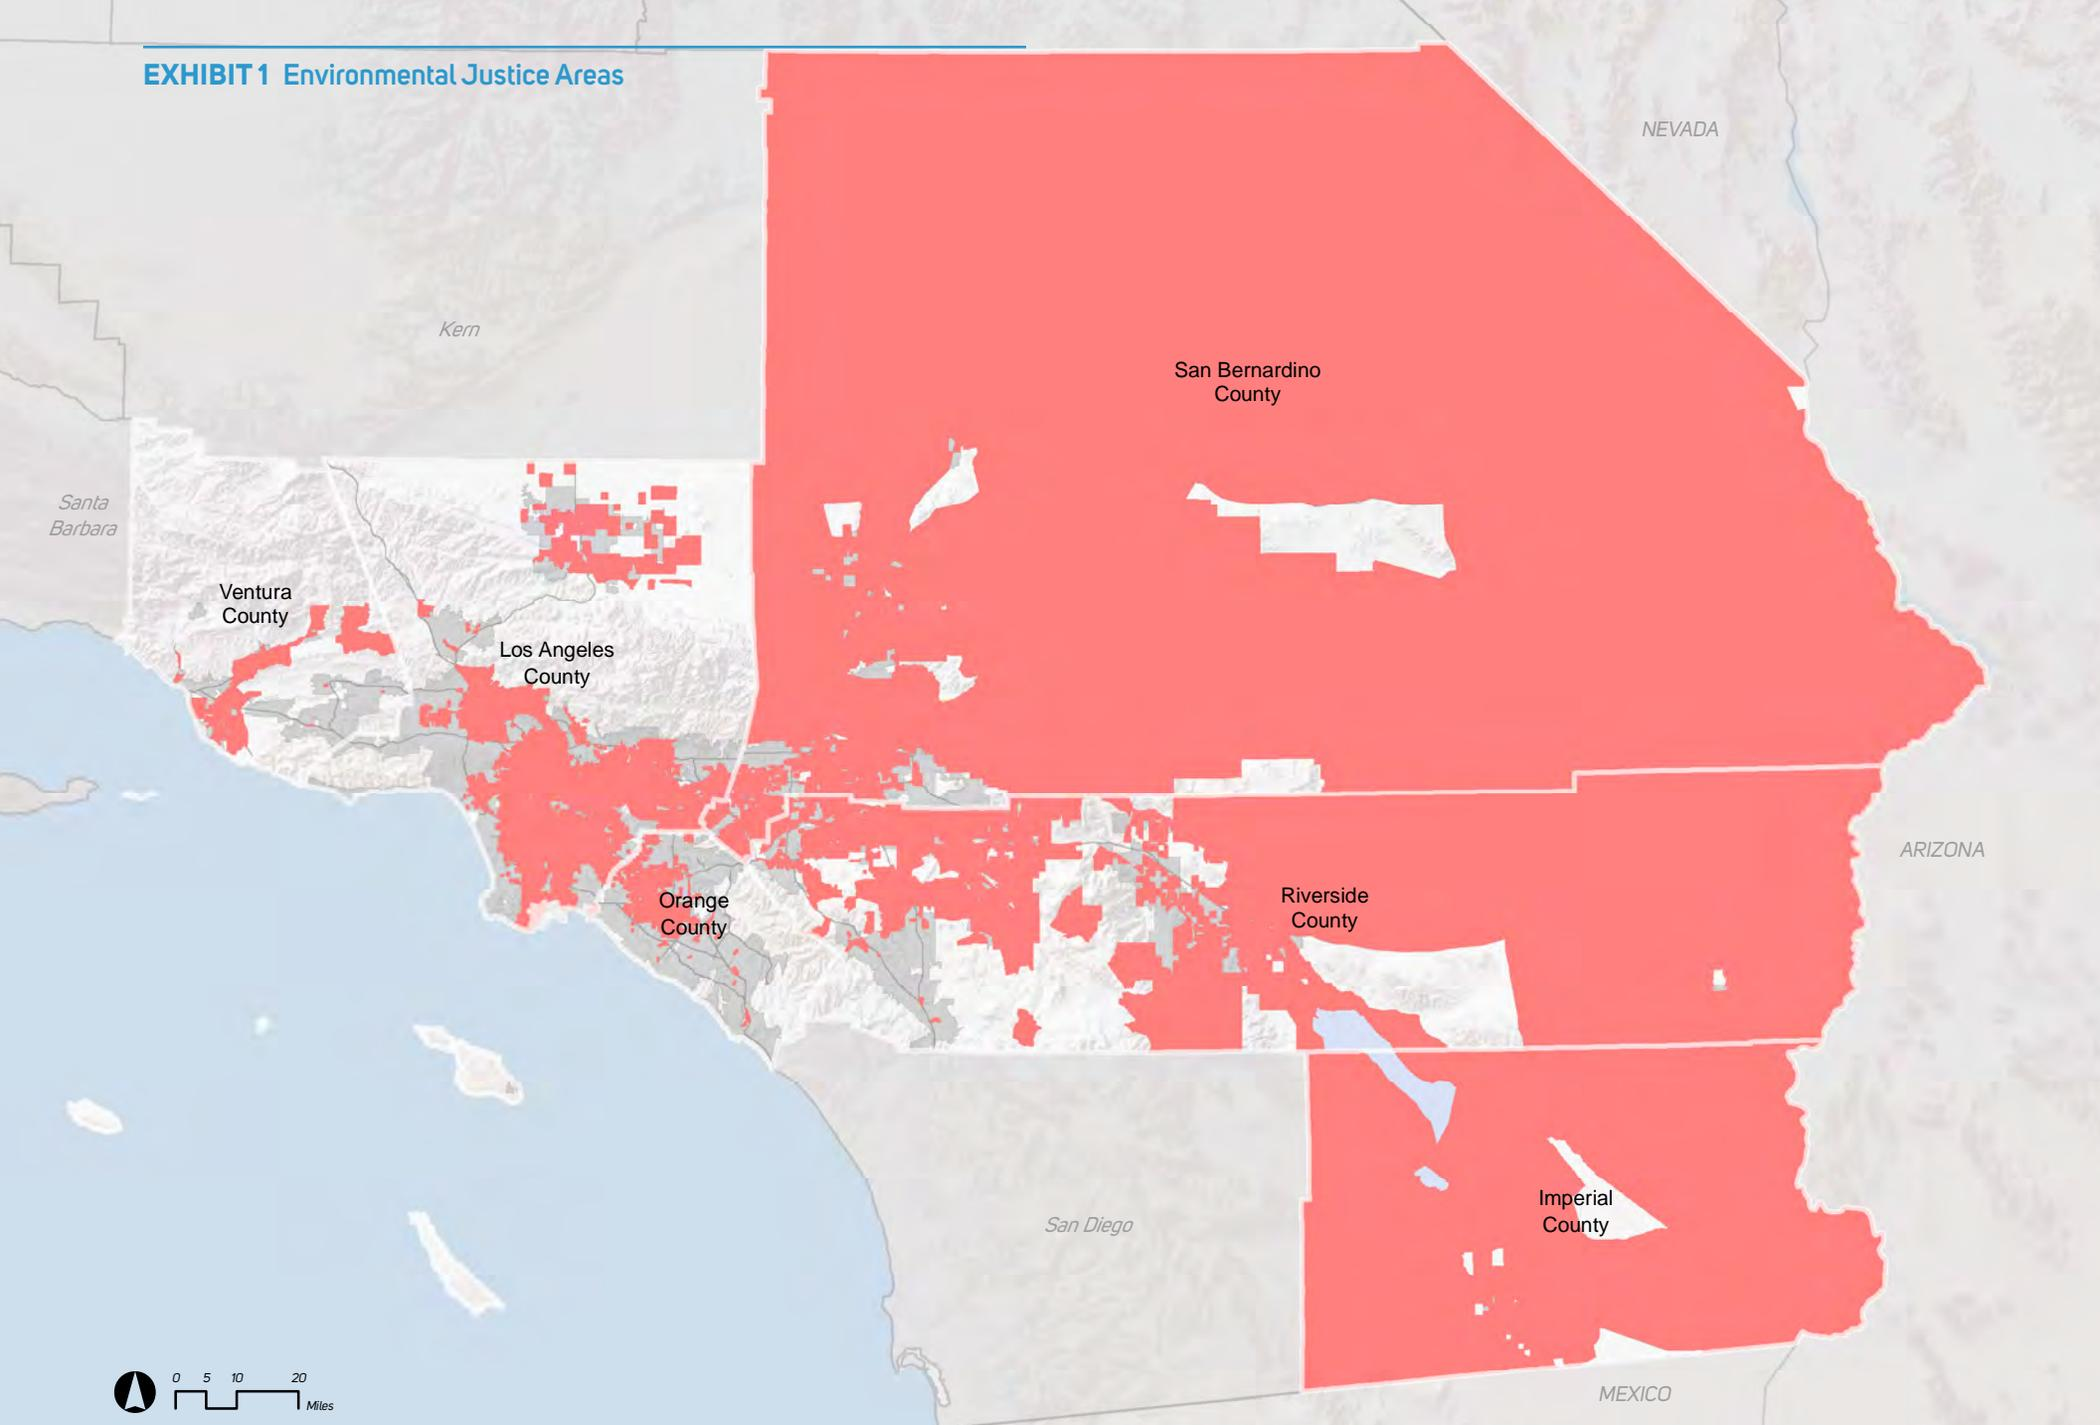 EXHIBIT 1 Environmental Justice Areas
NEVADA
Kern
San Bernardino
County
Santa
Barbara
Ventura
County
Los Angeles
County
ARIZONA
Orange
County
Riverside
County
Imperial
County
San Diego
MEXICO
0 5 10 20
Miles